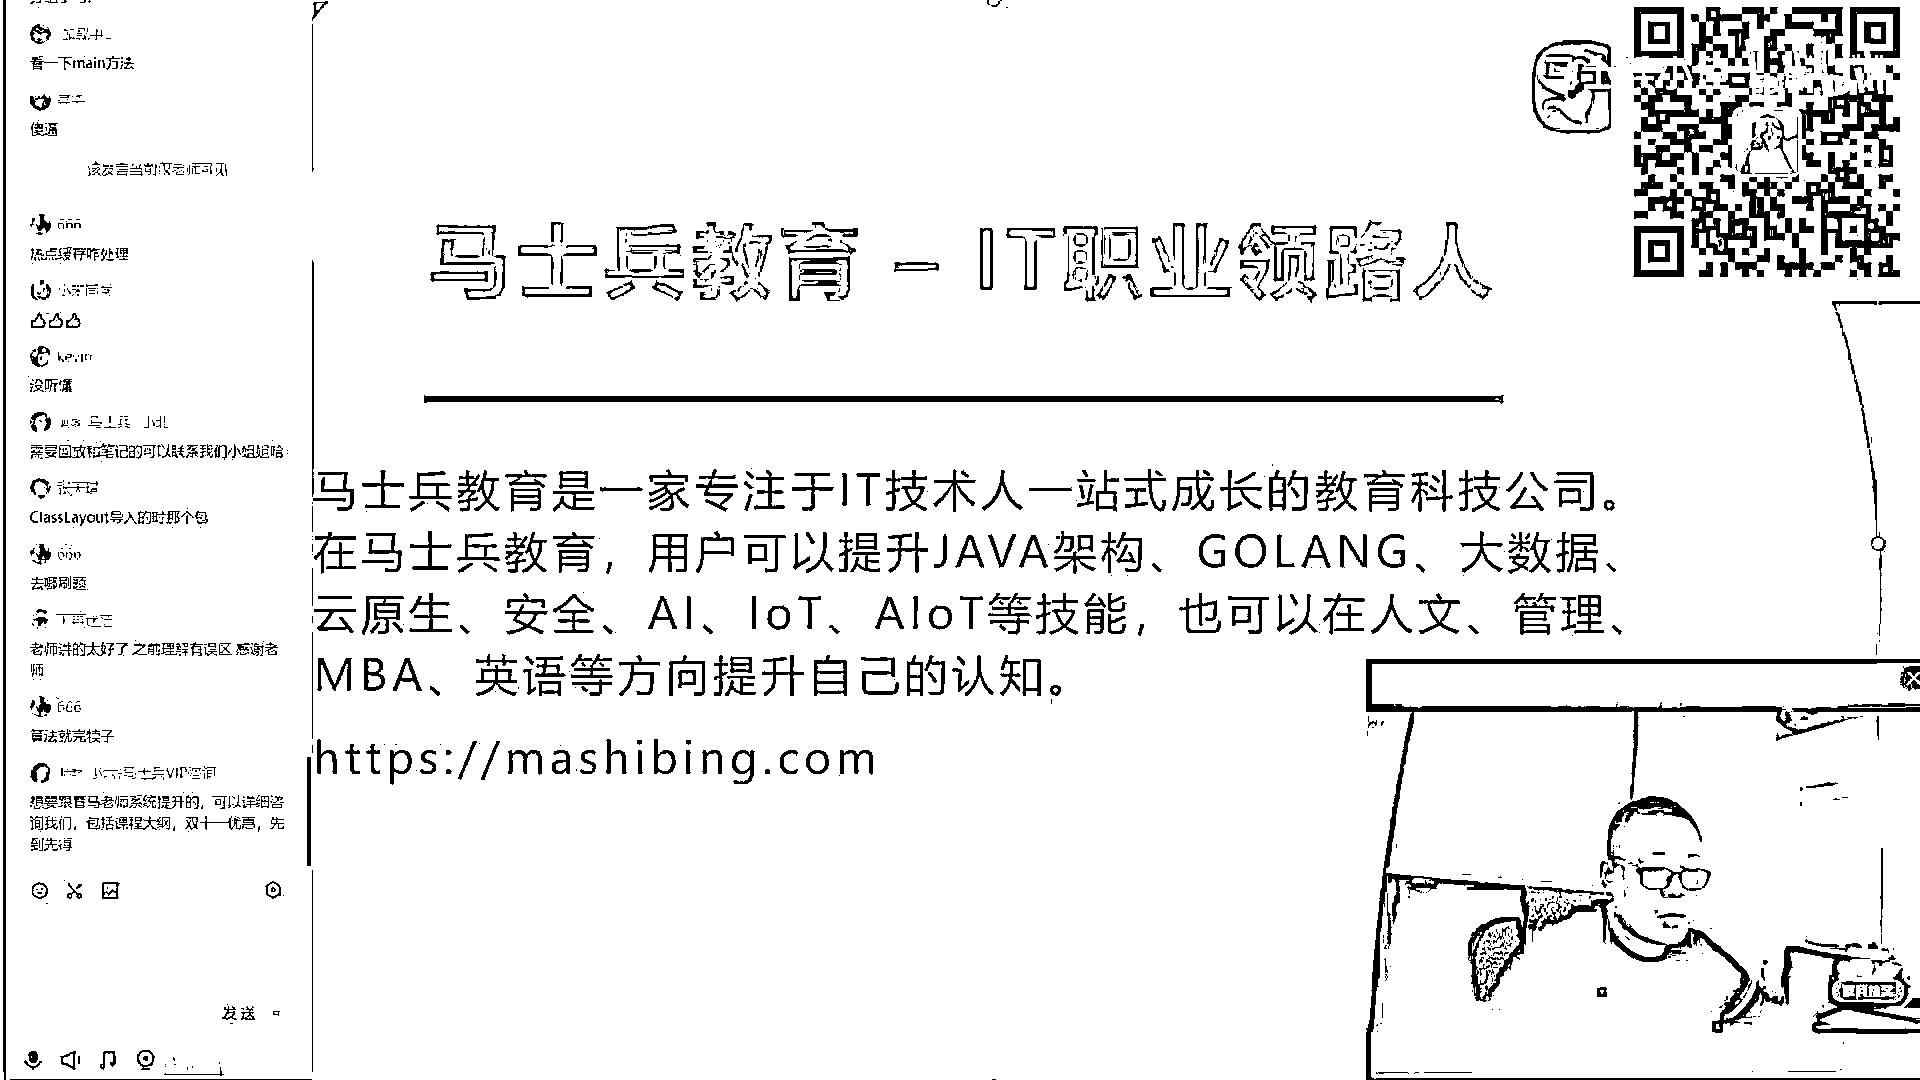 看一下main方法
傻逼
该发言当前仅老师可见
666
热点缓存咋处理
kevin
没听懂
需要回放和笔记的可以联系我们小姐姐哈
ClassLayout导入的时那个包
666
去哪刷题
老师讲的太好了 之前理解有误区 感谢老
师
666
算法就完犊子
想要跟着马老师系统提升的，可以详细咨
询我们，包括课程大纲，双十一优惠，先
到先得
发送
马士兵教育 – IT职业领路人
马士兵教育是一家专注于IT技术人一站式成长的教育科技公司。
在马士兵教育，用户可以提升JAVA架构、GOLANG、大数据、
云原生、安全、AI、IoT、AIoT等技能，也可以在人文、管理、
MBA、英语等方向提升自己的认知。
https://mashibing.com